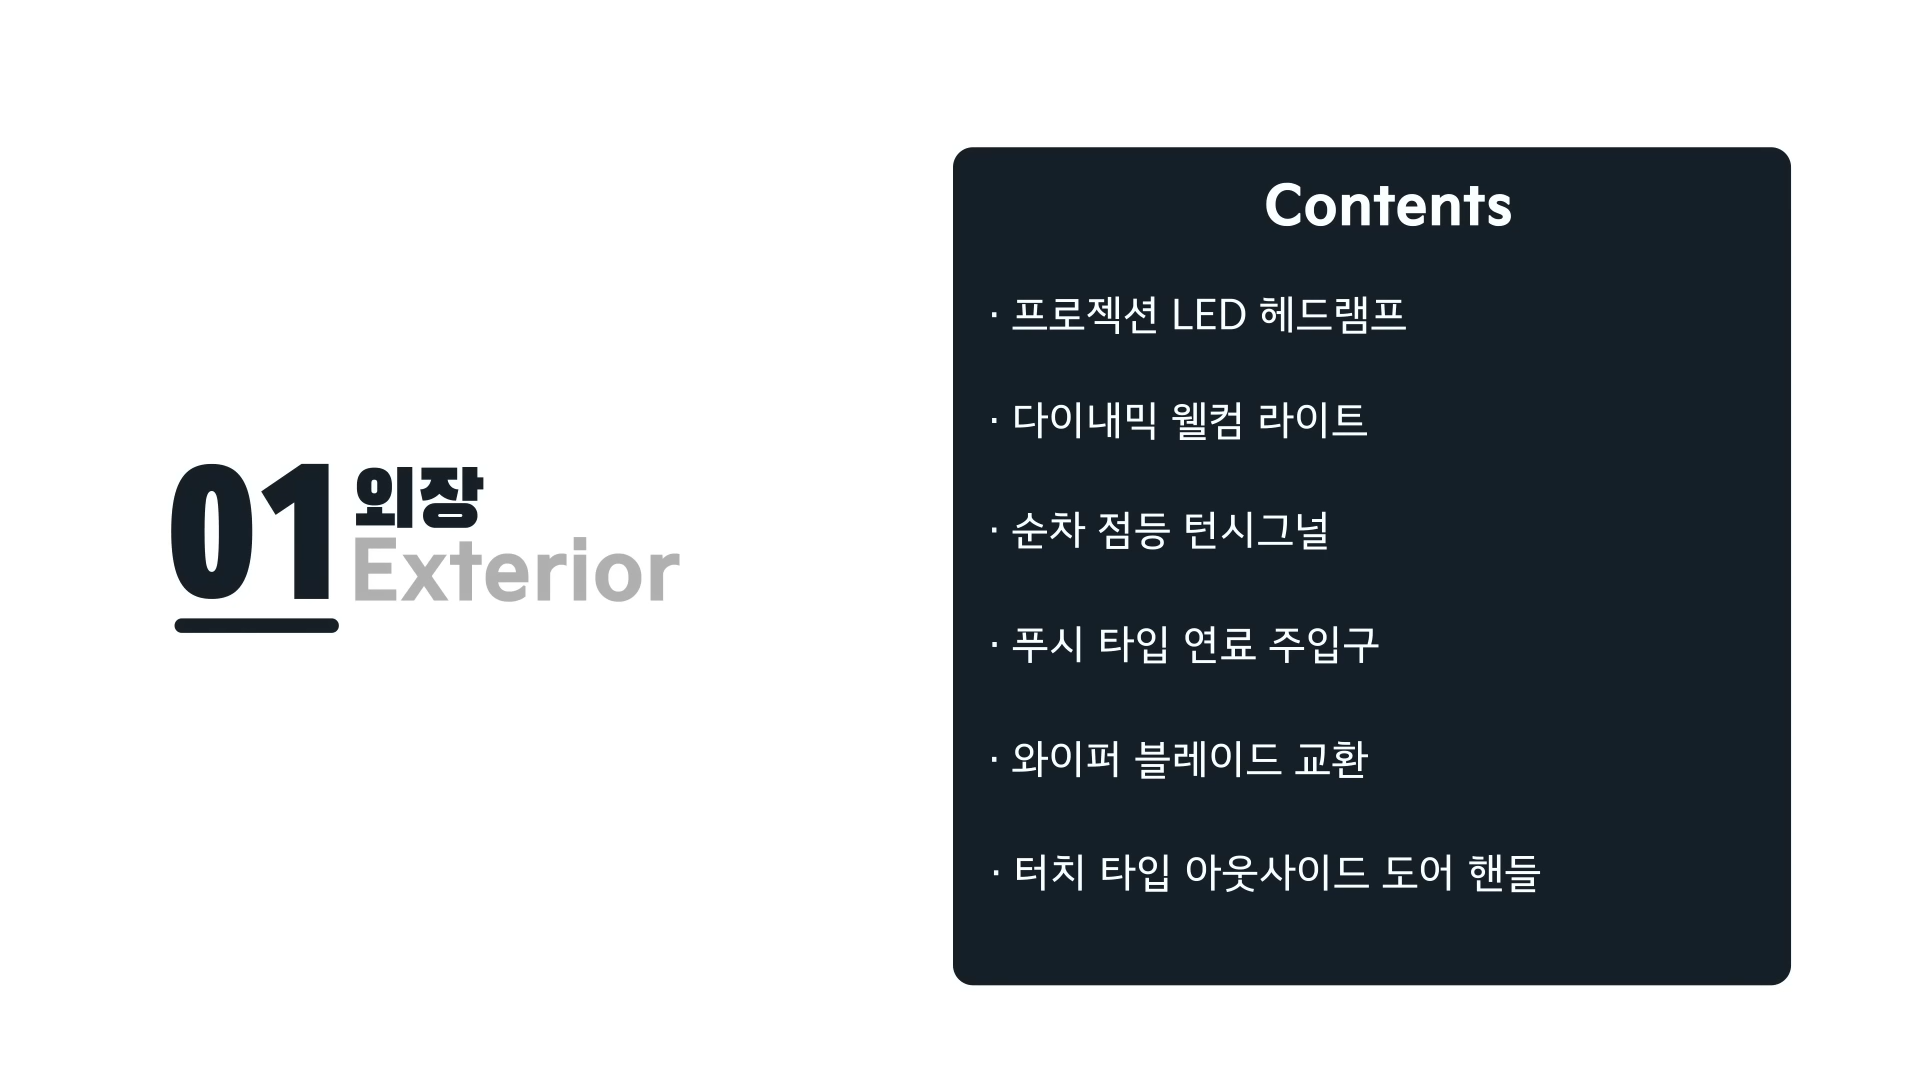 01
외장
Exterior
Contents
· 프로젝션 LED 헤드램프
· 다이내믹 웰컴 라이트
· 순차 점등 턴시그널
· 푸시 타입 연료 주입구
· 와이퍼 블레이드 교환
· 터치 타입 아웃사이드 도어 핸들